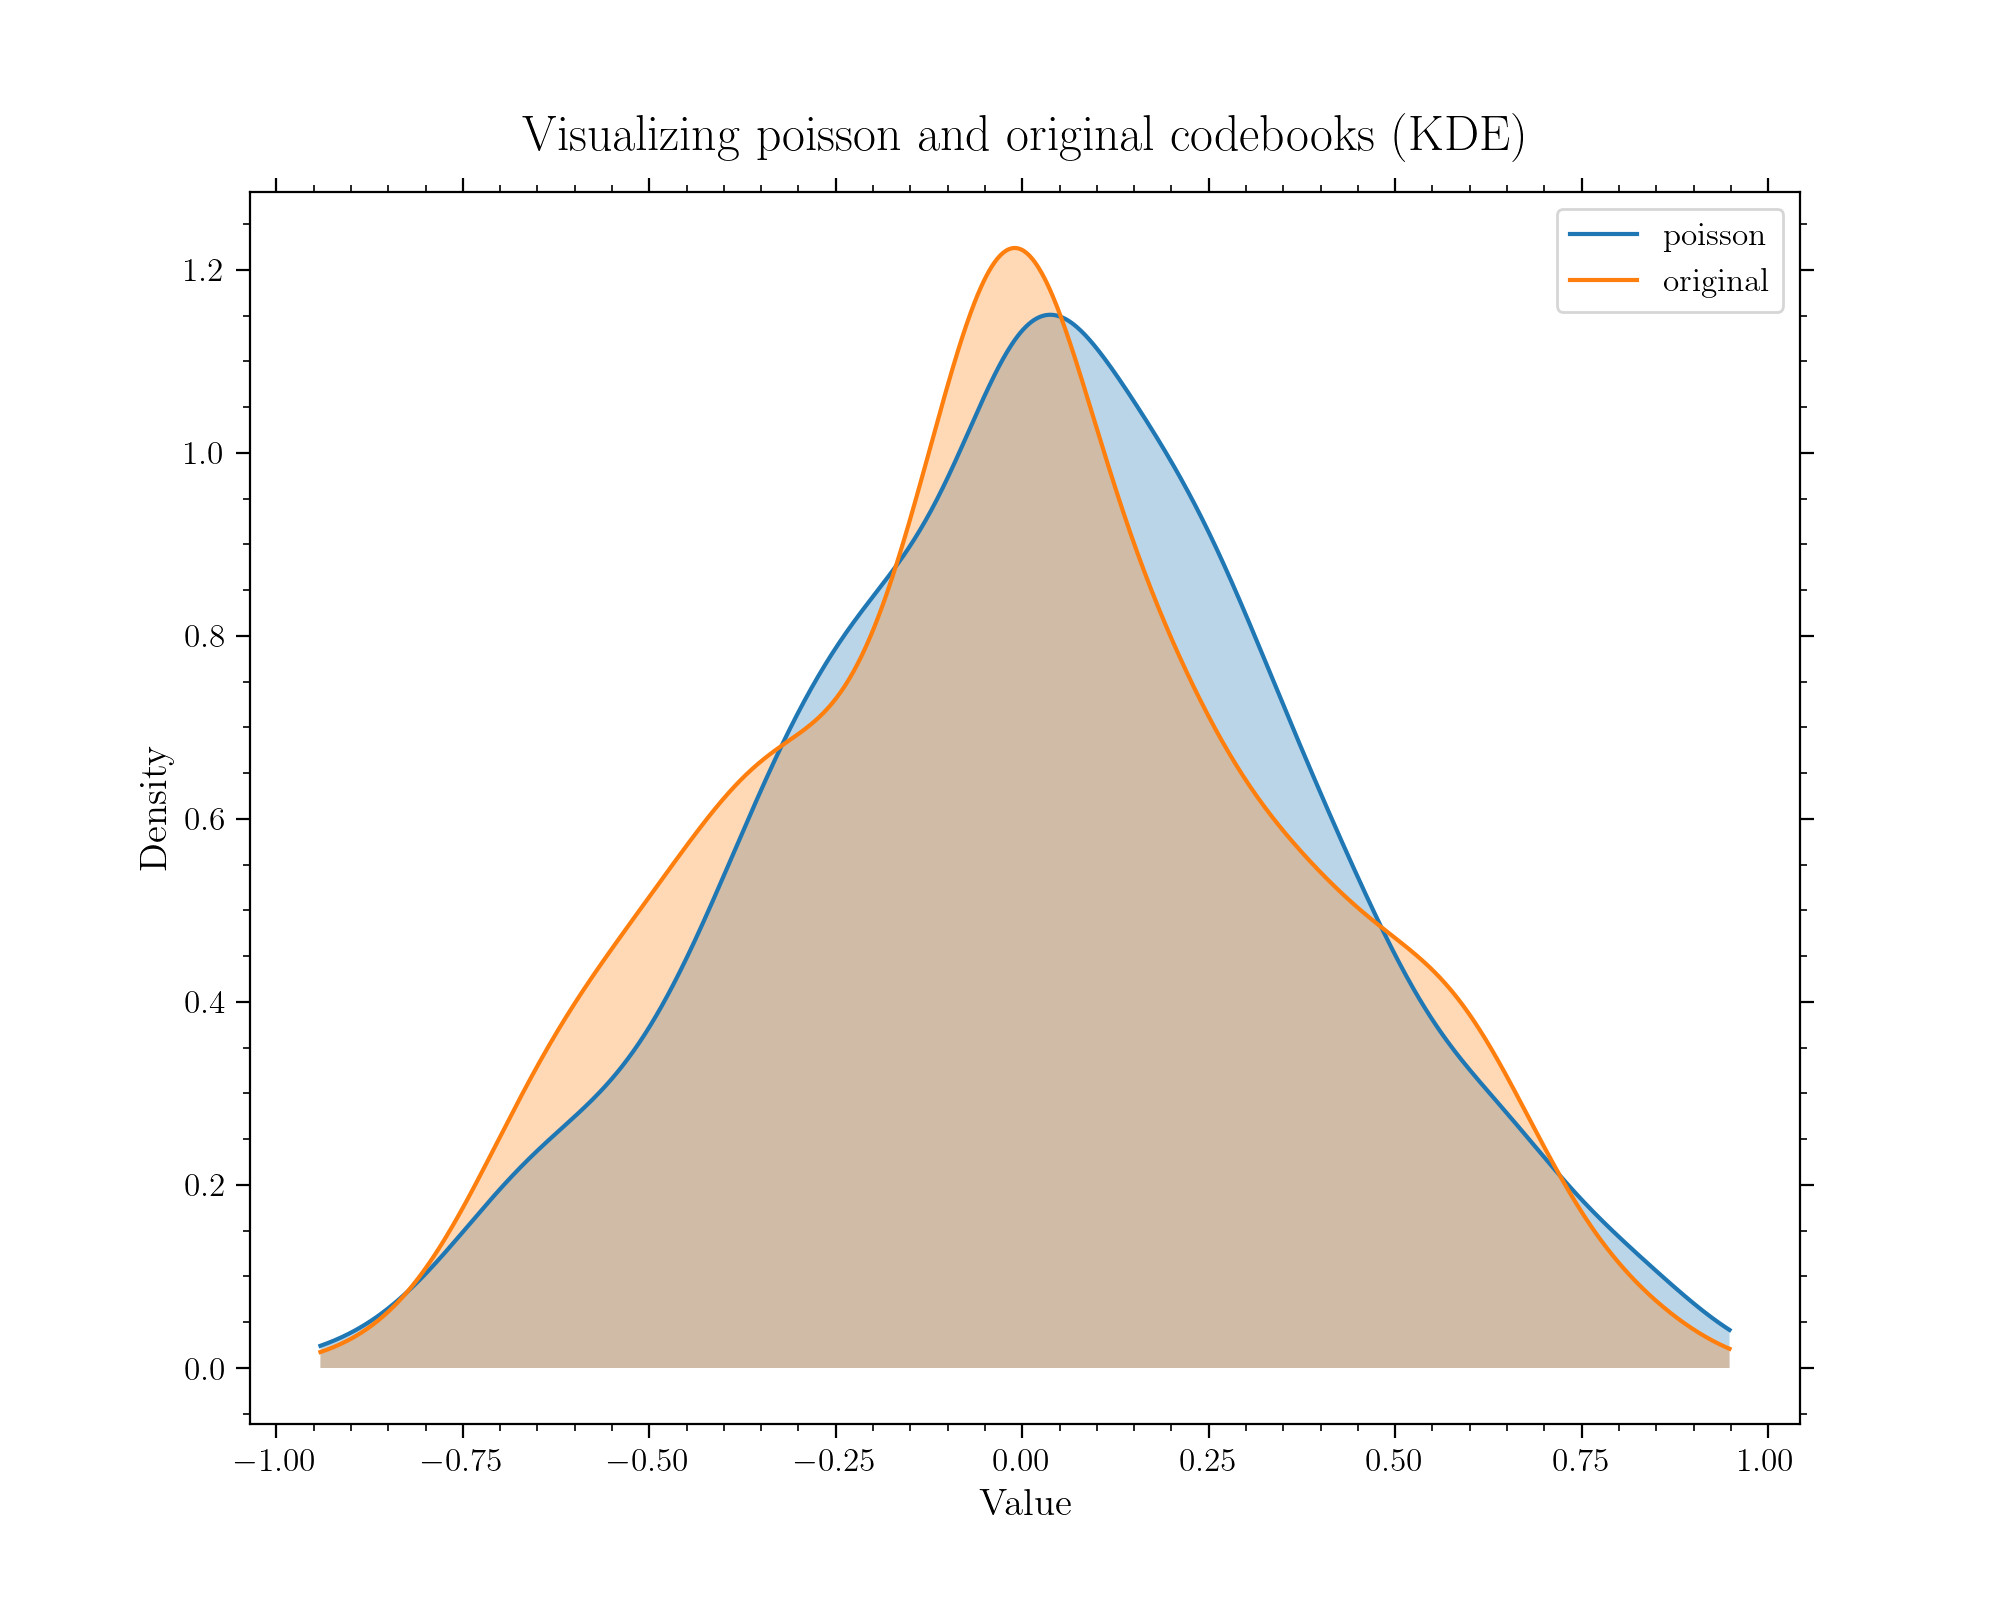 Visualizing poisson and original codebooks (KDE)
poisson
original
1.2
1.0
0.8
0.6
0.4
0.2
0.0
Density
−1.00 −0.75 −0.50 −0.25 0.00 0.25 0.50 0.75 1.00
Value